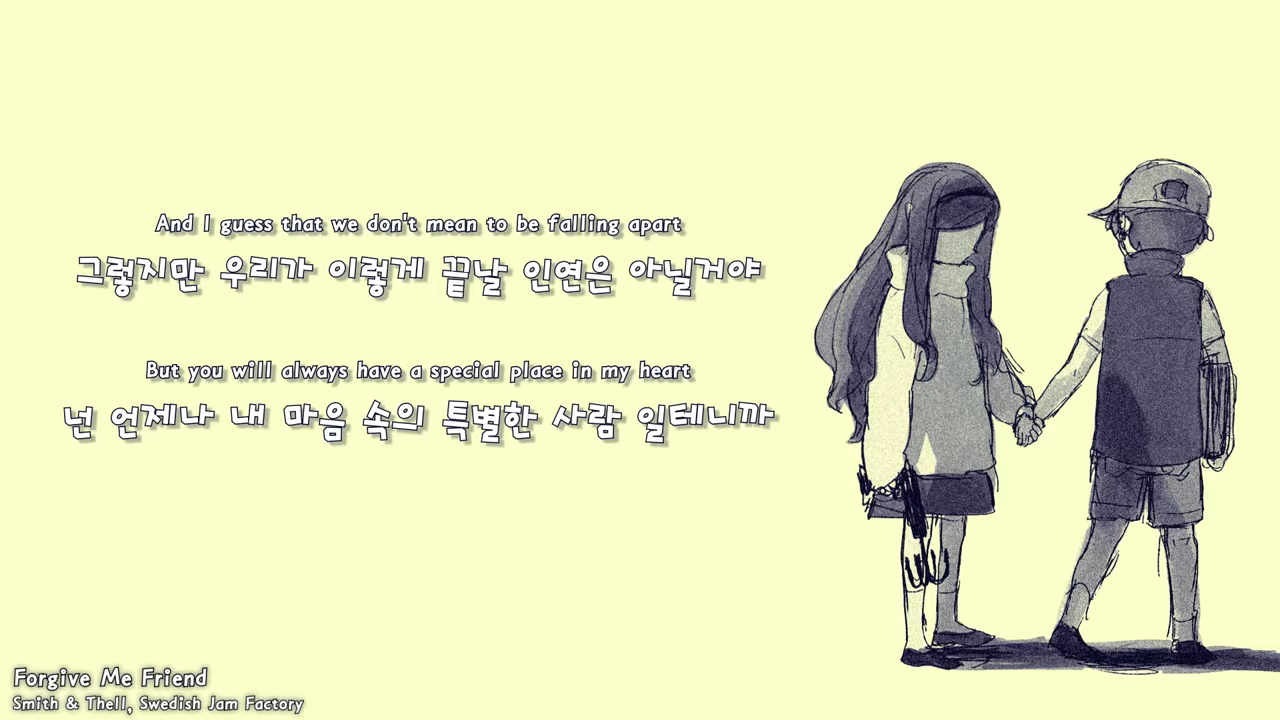 And I guess that we don't mean to be falling apart
그렇지만 우리가 이렇게 끝날 인연은 아닐거야
But you will always have a special place in my heart
넌 언제나 내 마음 속의 특별한 사람 일테니까
Forgive Me Friend
Smith & Thell, Swedish Jam Factory